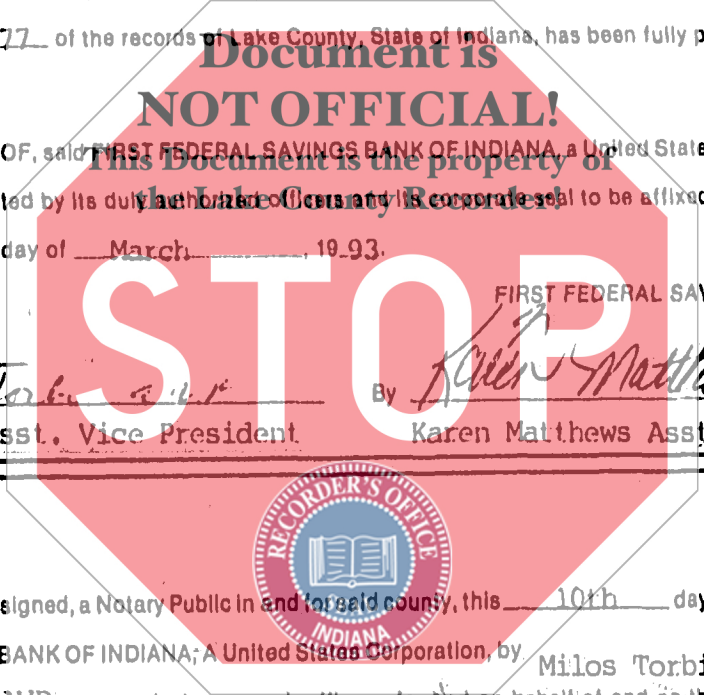 77 of the records of Lake County, State of Indiana, has been fully p
Document is
NOT OFFICIAL!
OF, said FIRST FEDERAL SAVINGS BANK OF INDIANA, a United State
This Document is the property of
ted by its duly authorized officers and its corporate seal to be affixed
the Lake County Recorder!
day of March, 19 93.
STOP
FIRST FEDERAL SAV
By Karen Matth
sst. Vice President Karen Matthews Asst
RECORDER'S OFFICE
INDIANA
signed, a Notary Public in and for said county, this 10th day
BANK OF INDIANA, A United States Corporation, by Milos Torbi